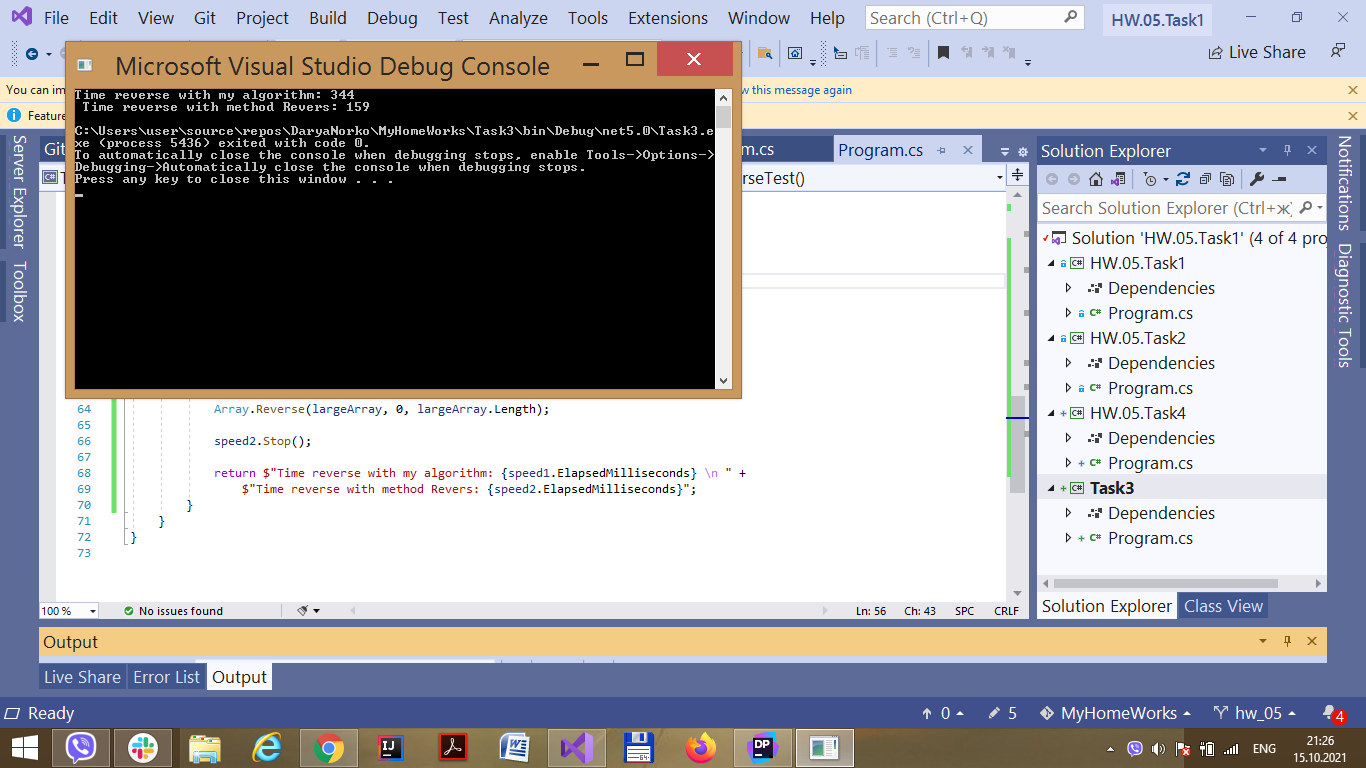 File Edit View Git Project Build Debug Test Analyze Tools Extensions Window Help Search (Ctrl+Q) HW.05.Task1
Live Share
Microsoft Visual Studio Debug Console
You can im
w this message again
Feature
Time reverse with my algorithm: 344
Time reverse with method Revers: 159
C:\Users\user\source\repos\DaryaNorko\MyHomeWorks\Task3\bin\Debug\net5.0\Task3.e
xe (process 5436) exited with code 0.
To automatically close the console when debugging stops, enable Tools->Options->
Debugging->Automatically close the console when debugging stops.
Press any key to close this window . . .
Server Explorer
Toolbox
Git
m.cs Program.cs
rseTest()
64 Array.Reverse(largeArray, 0, largeArray.Length);
65
66 speed2.Stop();
67
68 return $"Time reverse with my algorithm: {speed1.ElapsedMilliseconds} \n " +
69 $"Time reverse with method Revers: {speed2.ElapsedMilliseconds}";
70 }
71 }
72 }
73
100 % No issues found Ln: 56 Ch: 43 SPC CRLF
Solution Explorer
Search Solution Explorer (Ctrl+ж)
Solution 'HW.05.Task1' (4 of 4 pro
C# HW.05.Task1
Dependencies
C# Program.cs
C# HW.05.Task2
Dependencies
C# Program.cs
C# HW.05.Task4
Dependencies
C# Program.cs
C# Task3
Dependencies
C# Program.cs
Solution Explorer Class View
Notifications
Diagnostic Tools
Output
Live Share Error List Output
Ready 0 5 MyHomeWorks hw_05 4
ENG 21:26
15.10.2021